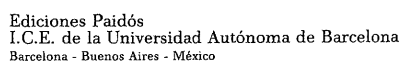 Ediciones Paidós
I.C.E. de la Universidad Autónoma de Barcelona
Barcelona - Buenos Aires - México